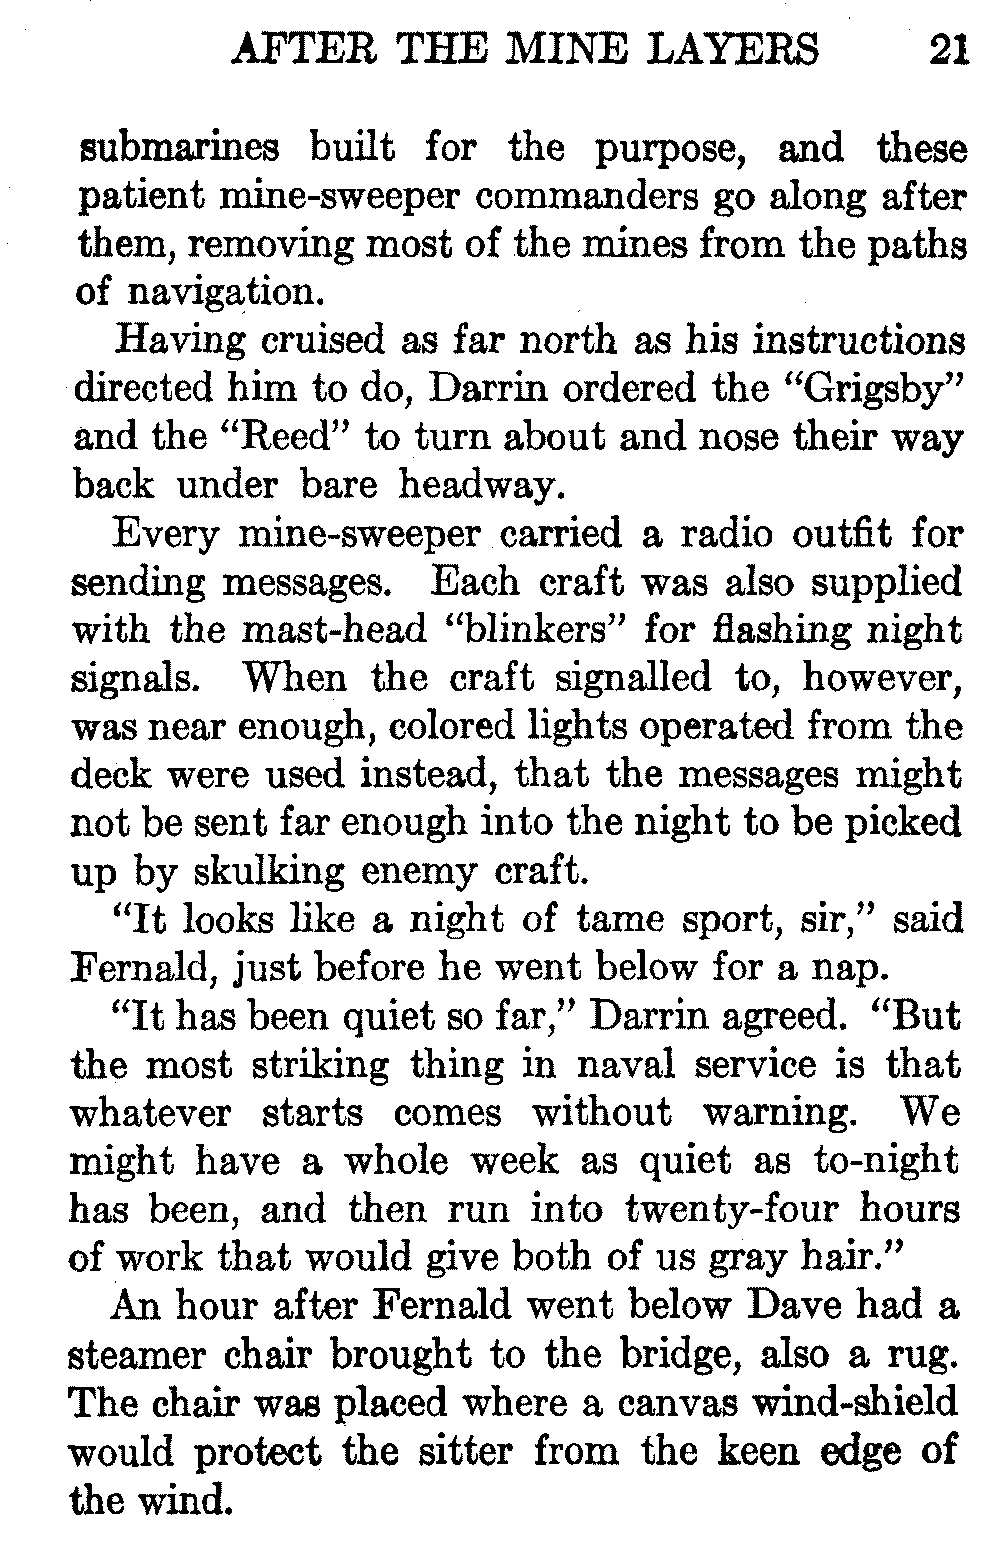 AFTER THE MINE LAYERS 21
submarines built for the purpose, and these
patient mine-sweeper commanders go along after
them, removing most of the mines from the paths
of navigation.
Having cruised as far north as his instructions
directed him to do, Darrin ordered the “Grigsby”
and the “Reed” to turn about and nose their way
back under bare headway.
Every mine-sweeper carried a radio outfit for
sending messages. Each craft was also supplied
with the mast-head “blinkers” for flashing night
signals. When the craft signalled to, however,
was near enough, colored lights operated from the
deck were used instead, that the messages might
not be sent far enough into the night to be picked
up by skulking enemy craft.
“It looks like a night of tame sport, sir,” said
Fernald, just before he went below for a nap.
“It has been quiet so far,” Darrin agreed. “But
the most striking thing in naval service is that
whatever starts comes without warning. We
might have a whole week as quiet as to-night
has been, and then run into twenty-four hours
of work that would give both of us gray hair.”
An hour after Fernald went below Dave had a
steamer chair brought to the bridge, also a rug.
The chair was placed where a canvas wind-shield
would protect the sitter from the keen edge of
the wind.